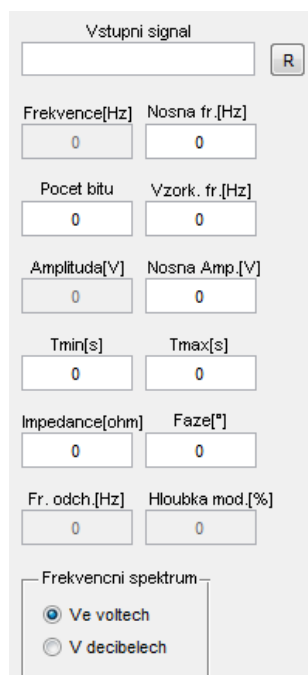 Vstupni signal
R
Frekvence[Hz] Nosna fr.[Hz]
0 0
Pocet bitu Vzork. fr.[Hz]
0 0
Amplituda[V] Nosna Amp.[V]
0 0
Tmin[s] Tmax[s]
0 0
Impedance[ohm] Faze[°]
0 0
Fr. odch.[Hz] Hloubka mod.[%]
0 0
Frekvencni spektrum
Ve voltech
V decibelech